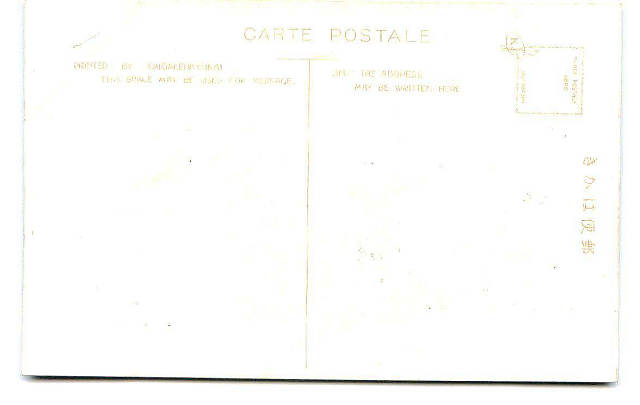 CARTE POSTALE
PRINTED BY
THIS SPACE MAY BE USED FOR MESSAGE.
ONLY THE ADDRESS
MAY BE WRITTEN HERE
きかは便郵